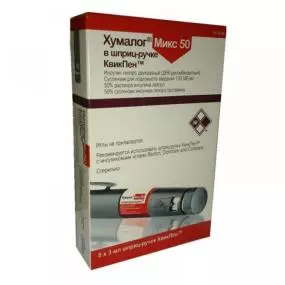 Хумалог® Микс 50
в шприц-ручке
КвикПен™
Инсулин лизпро двухфазный (ДНК-рекомбинантный)
Суспензия для подкожного введения 100 МЕ/мл
50% раствора инсулина лизпро
50% суспензии инсулина лизпро протамина
Иглы не прилагаются.
Рекомендуется использовать шприц-ручку КвикПен™
с инсулиновыми иглами Becton, Dickinson and Company
Стерильно
5 x 3 мл шприц-ручек КвикПен™